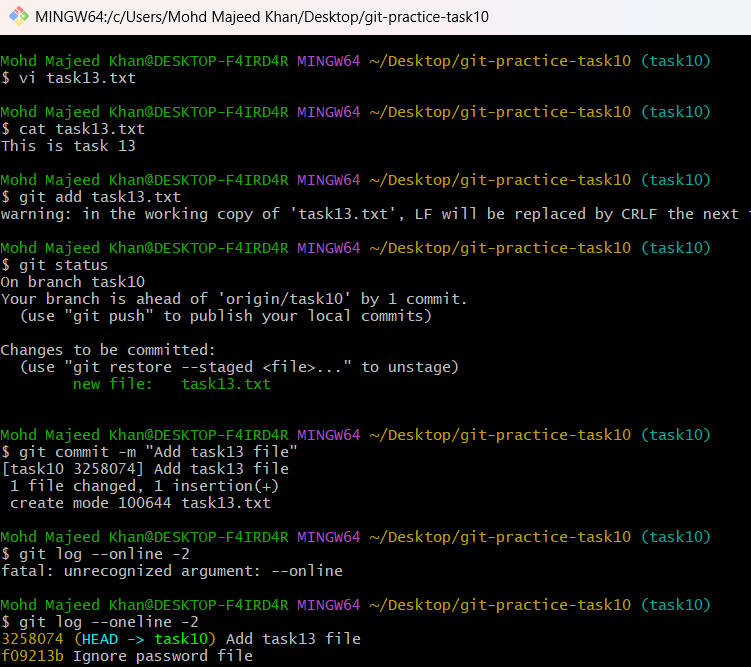 MINGW64:/c/Users/Mohd Majeed Khan/Desktop/git-practice-task10
Mohd Majeed Khan@DESKTOP-F4IRD4R MINGW64 ~/Desktop/git-practice-task10 (task10)
$ vi task13.txt
Mohd Majeed Khan@DESKTOP-F4IRD4R MINGW64 ~/Desktop/git-practice-task10 (task10)
$ cat task13.txt
This is task 13
Mohd Majeed Khan@DESKTOP-F4IRD4R MINGW64 ~/Desktop/git-practice-task10 (task10)
$ git add task13.txt
warning: in the working copy of 'task13.txt', LF will be replaced by CRLF the next
Mohd Majeed Khan@DESKTOP-F4IRD4R MINGW64 ~/Desktop/git-practice-task10 (task10)
$ git status
On branch task10
Your branch is ahead of 'origin/task10' by 1 commit.
  (use "git push" to publish your local commits)
Changes to be committed:
  (use "git restore --staged <file>..." to unstage)
        new file:   task13.txt
Mohd Majeed Khan@DESKTOP-F4IRD4R MINGW64 ~/Desktop/git-practice-task10 (task10)
$ git commit -m "Add task13 file"
[task10 3258074] Add task13 file
 1 file changed, 1 insertion(+)
 create mode 100644 task13.txt
Mohd Majeed Khan@DESKTOP-F4IRD4R MINGW64 ~/Desktop/git-practice-task10 (task10)
$ git log --online -2
fatal: unrecognized argument: --online
Mohd Majeed Khan@DESKTOP-F4IRD4R MINGW64 ~/Desktop/git-practice-task10 (task10)
$ git log --oneline -2
3258074 (HEAD -> task10) Add task13 file
f09213b Ignore password file